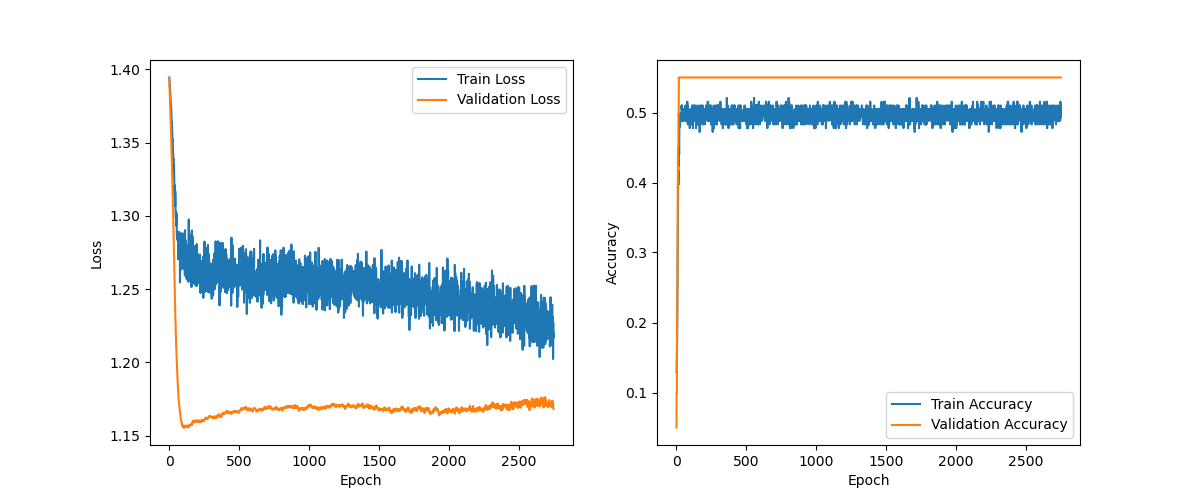 1.40
1.35
1.30
1.25
1.20
1.15
Loss
0
500
1000
1500
2000
2500
Epoch
Train Loss
Validation Loss
0.5
0.4
0.3
0.2
0.1
Accuracy
0
500
1000
1500
2000
2500
Epoch
Train Accuracy
Validation Accuracy